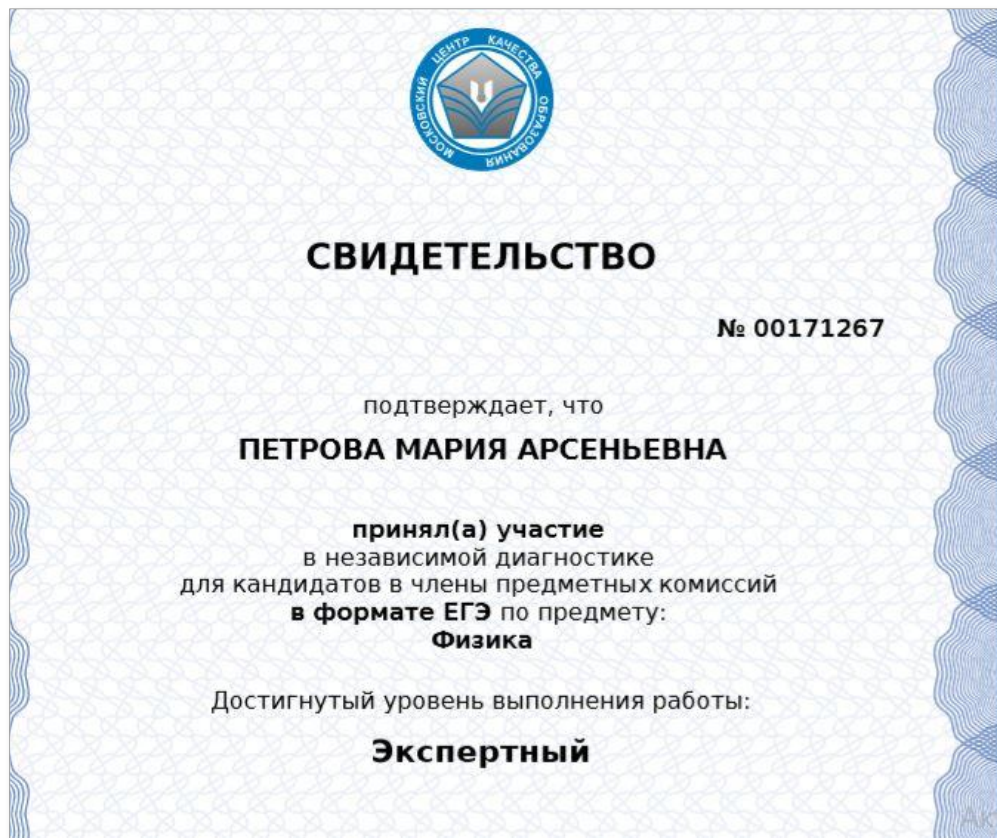 МОСКОВСКИЙ ЦЕНТР КАЧЕСТВА ОБРАЗОВАНИЯ
СВИДЕТЕЛЬСТВО
№ 00171267
подтверждает, что
ПЕТРОВА МАРИЯ АРСЕНЬЕВНА
принял(а) участие
в независимой диагностике
для кандидатов в члены предметных комиссий
в формате ЕГЭ по предмету:
Физика
Достигнутый уровень выполнения работы:
Экспертный